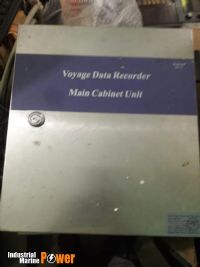 Voyage Data Recorder
Main Cabinet Unit
Industrial
Marine Power